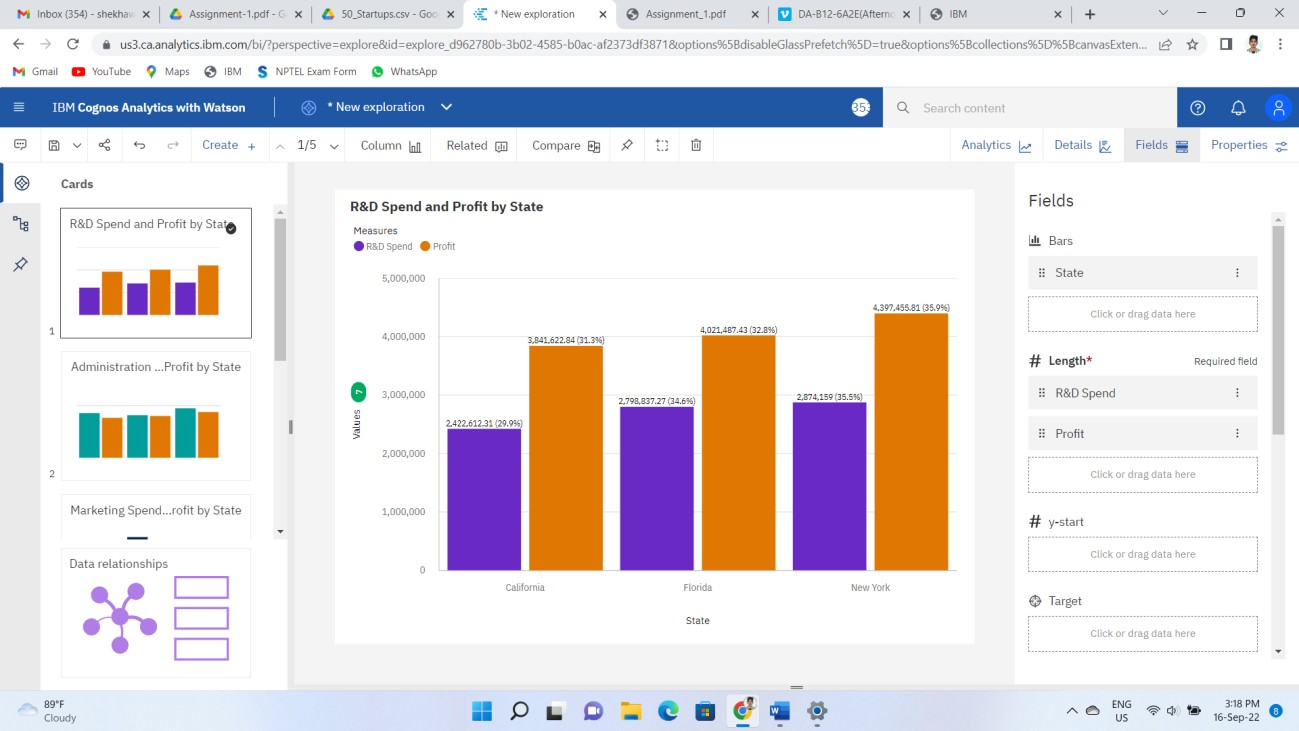 Inbox (354) - shekhaw
Assignment-1.pdf - G
50_Startups.csv - Goo
* New exploration
Assignment_1.pdf
DA-B12-6A2E(Afterno
IBM
us3.ca.analytics.ibm.com/bi/?perspective=explore&id=explore_d962780b-3b02-4585-b0ac-af2373df3871&options%5BdisableGlassPrefetch%5D=true&options%5Bcollections%5D%5BcanvasExten...
Gmail
YouTube
Maps
IBM
NPTEL Exam Form
WhatsApp
IBM Cognos Analytics with Watson
* New exploration
353
Search content
Create
1/5
Column
Related
Compare
Analytics
Details
Fields
Properties
Cards
R&D Spend and Profit by State
1
Administration ...Profit by State
2
Marketing Spend...rofit by State
Data relationships
R&D Spend and Profit by State
Measures
R&D Spend
Profit
5,000,000
4,000,000
3,000,000
2,000,000
1,000,000
0
Values
7
2,422,612.31 (29.9%)
3,841,622.84 (31.3%)
2,798,837.27 (34.6%)
4,021,487.43 (32.8%)
2,874,159 (35.5%)
4,397,455.81 (35.9%)
California
Florida
New York
State
Fields
Bars
State
Click or drag data here
# Length*
Required field
R&D Spend
Profit
Click or drag data here
# y-start
Click or drag data here
Target
Click or drag data here
89°F
Cloudy
ENG
US
3:18 PM
16-Sep-22
8